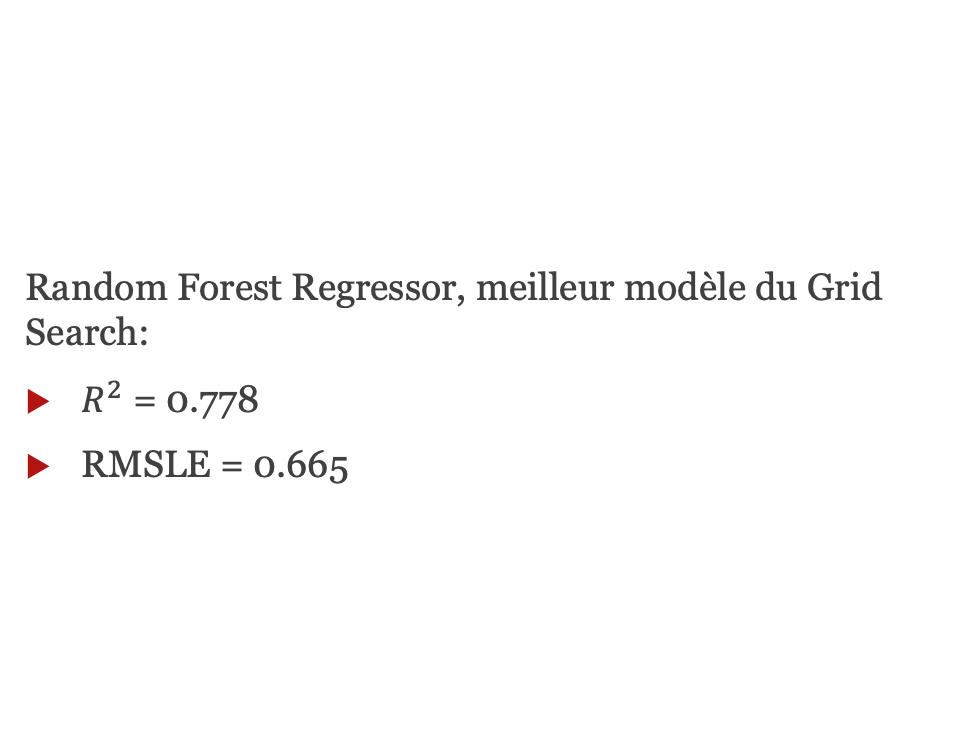 Random Forest Regressor, meilleur modèle du Grid
Search:
R² = 0.778
RMSLE = 0.665